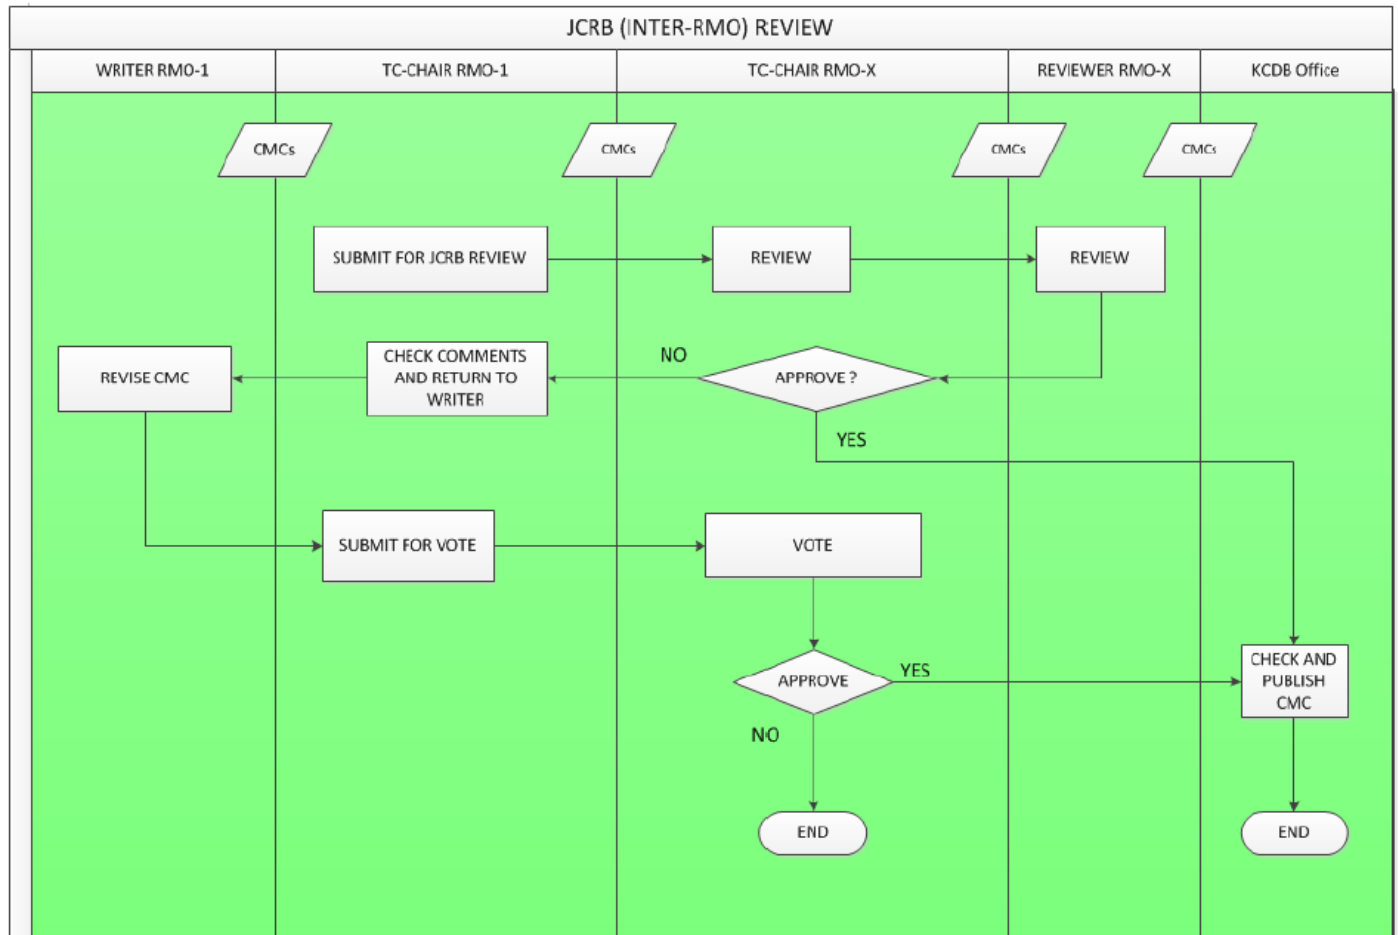 JCRB (INTER-RMO) REVIEW
WRITER RMO-1
TC-CHAIR RMO-1
TC-CHAIR RMO-X
REVIEWER RMO-X
KCDB Office
CMCs
CMCs
CMCs
CMCs
SUBMIT FOR JCRB REVIEW
REVIEW
REVIEW
REVISE CMC
CHECK COMMENTS
AND RETURN TO
WRITER
NO
APPROVE ?
YES
SUBMIT FOR VOTE
VOTE
APPROVE
YES
CHECK AND
PUBLISH
CMC
NO
END
END